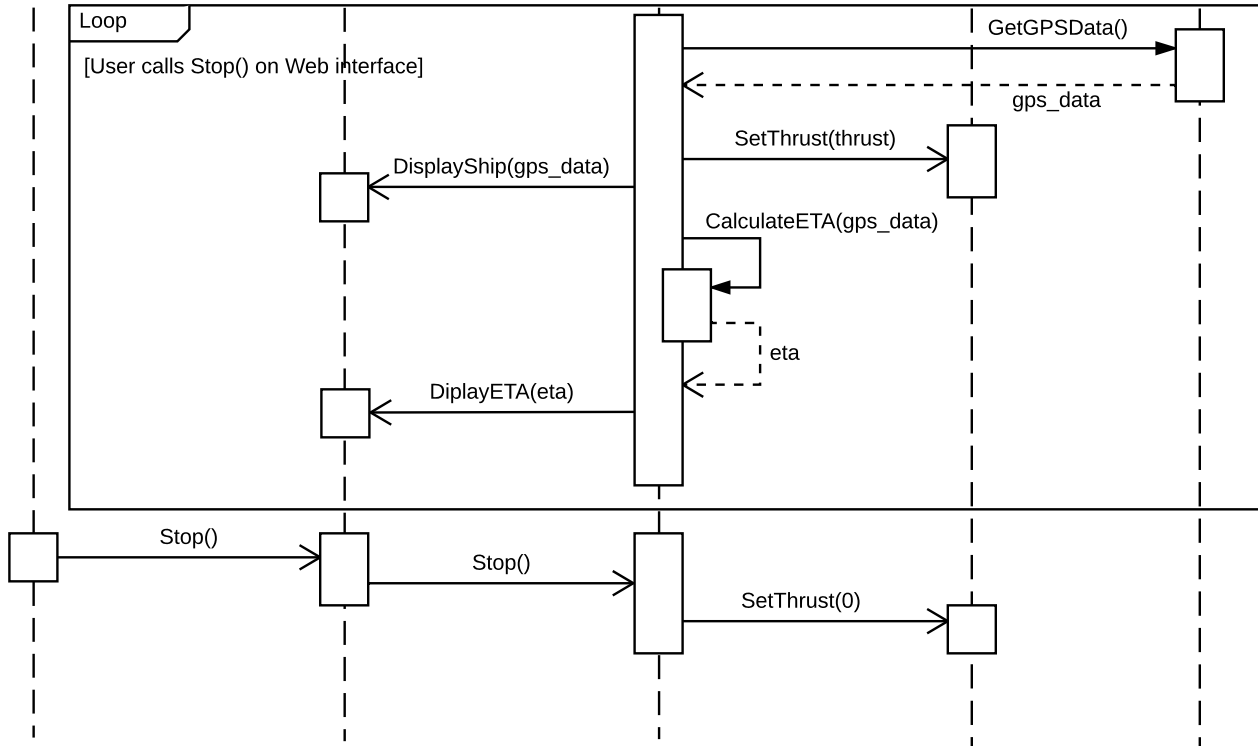 Loop
GetGPSData()
[User calls Stop() on Web interface]
gps_data
SetThrust(thrust)
DisplayShip(gps_data)
CalculateETA(gps_data)
eta
DiplayETA(eta)
Stop()
Stop()
SetThrust(0)